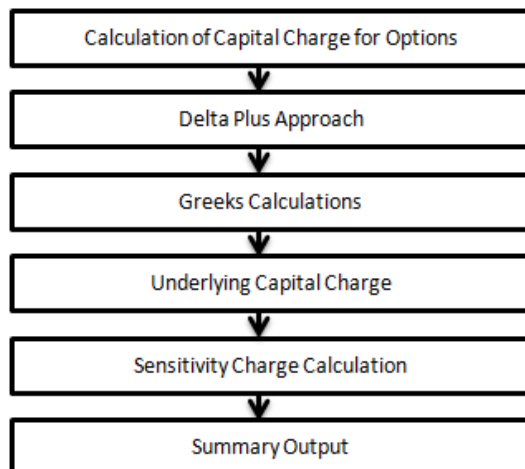 Calculation of Capital Charge for Options
Delta Plus Approach
Greeks Calculations
Underlying Capital Charge
Sensitivity Charge Calculation
Summary Output